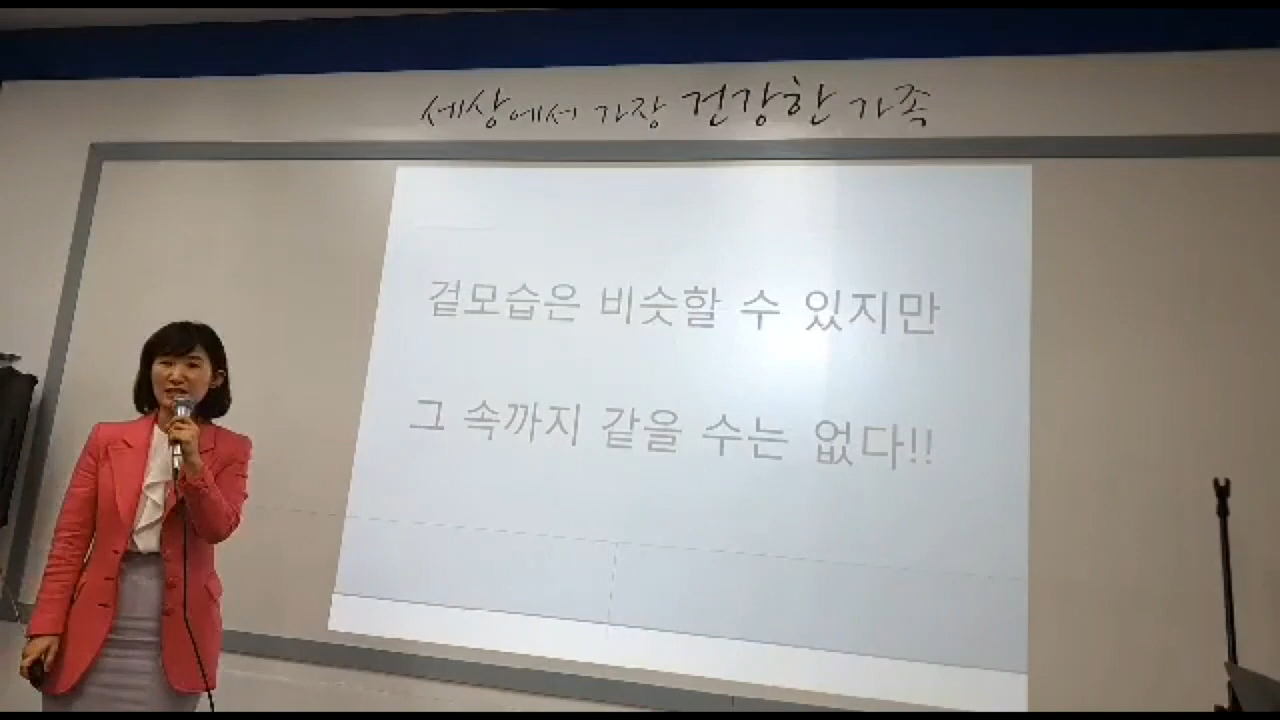 세상에서 가장 건강한 가족
겉모습은 비슷할 수 있지만
그 속까지 같을 수는 없다!!